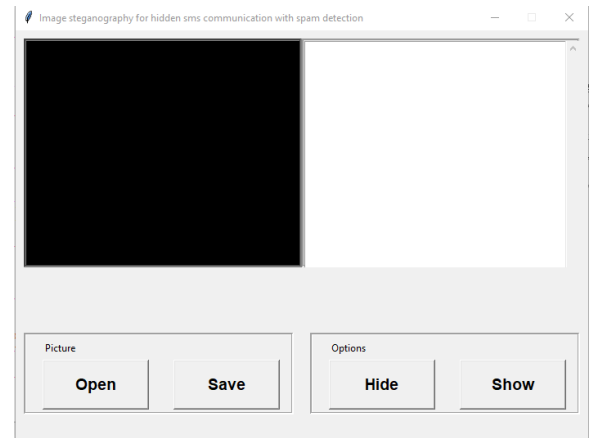 Image steganography for hidden sms communication with spam detection
Picture
Options
Open
Save
Hide
Show